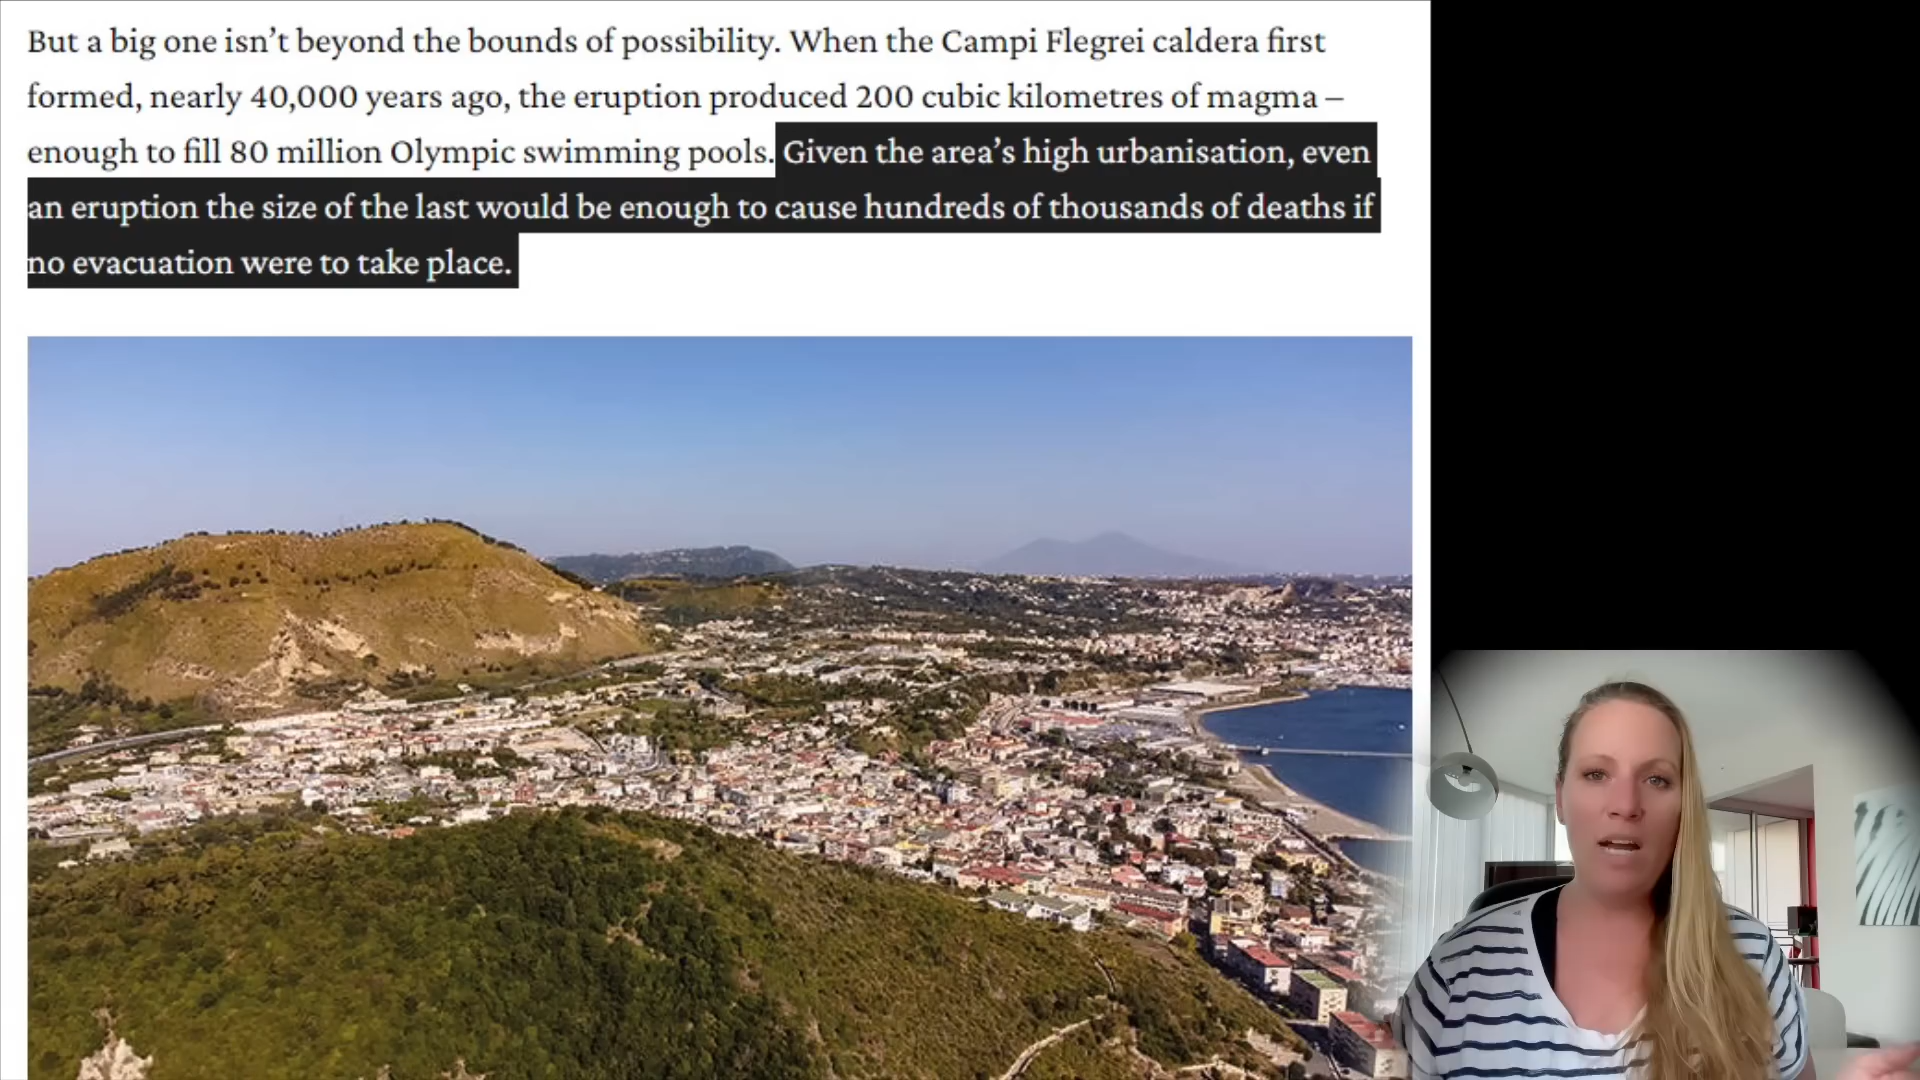 But a big one isn’t beyond the bounds of possibility. When the Campi Flegrei caldera first
formed, nearly 40,000 years ago, the eruption produced 200 cubic kilometres of magma –
enough to fill 80 million Olympic swimming pools. Given the area’s high urbanisation, even
an eruption the size of the last would be enough to cause hundreds of thousands of deaths if
no evacuation were to take place.